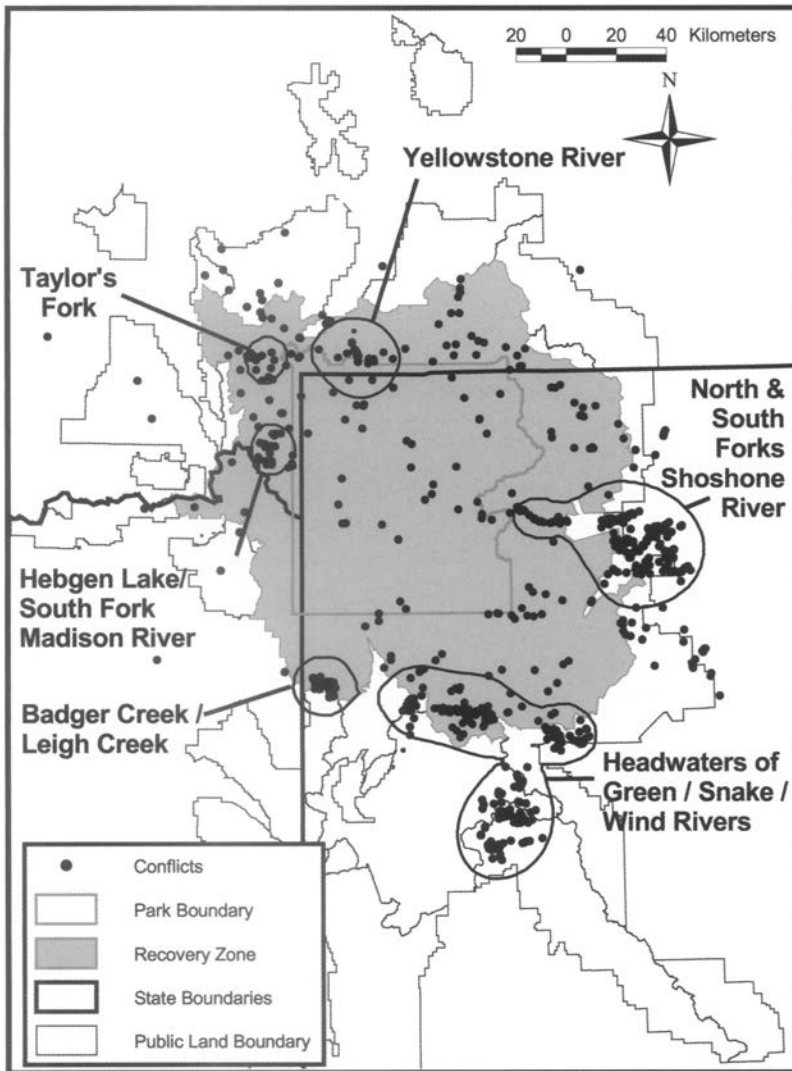 20 0 20 40 Kilometers
N
Yellowstone River
Taylor's
Fork
North &
South
Forks
Shoshone
River
Hebgen Lake/
South Fork
Madison River
Badger Creek /
Leigh Creek
Headwaters of
Green / Snake /
Wind Rivers
Conflicts
Park Boundary
Recovery Zone
State Boundaries
Public Land Boundary